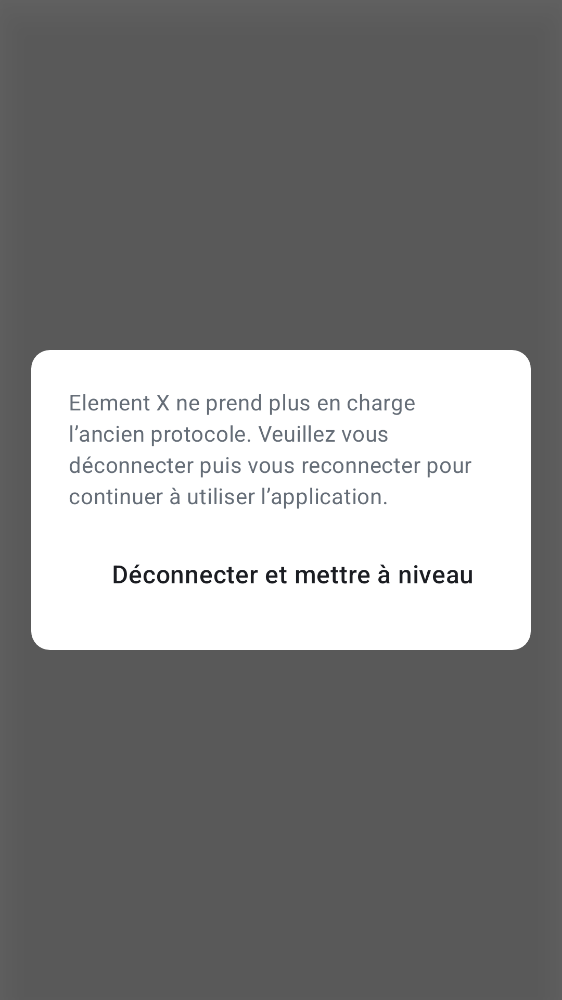 Element X ne prend plus en charge
l’ancien protocole. Veuillez vous
déconnecter puis vous reconnecter pour
continuer à utiliser l’application.
Déconnecter et mettre à niveau